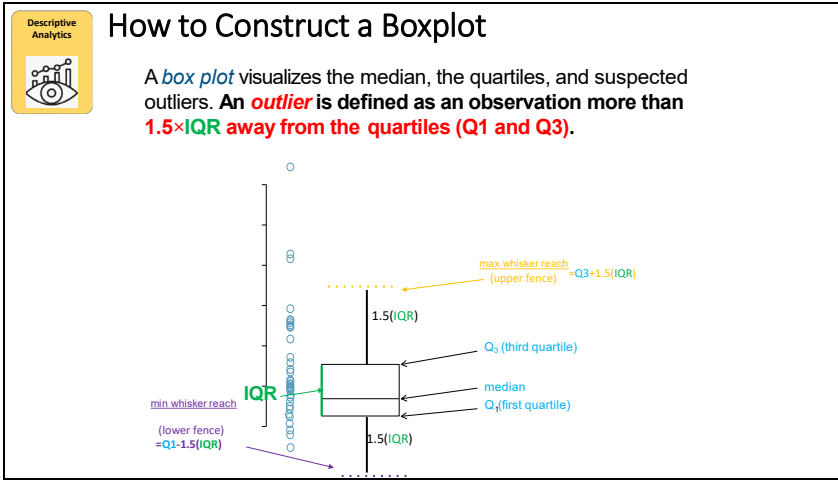 Descriptive
Analytics
How to Construct a Boxplot
A box plot visualizes the median, the quartiles, and suspected
outliers. An outlier is defined as an observation more than
1.5×IQR away from the quartiles (Q1 and Q3).
max whisker reach
(upper fence)
=Q3+1.5(IQR)
1.5(IQR)
Q3 (third quartile)
IQR
median
min whisker reach
Q1(first quartile)
(lower fence)
=Q1-1.5(IQR)
1.5(IQR)